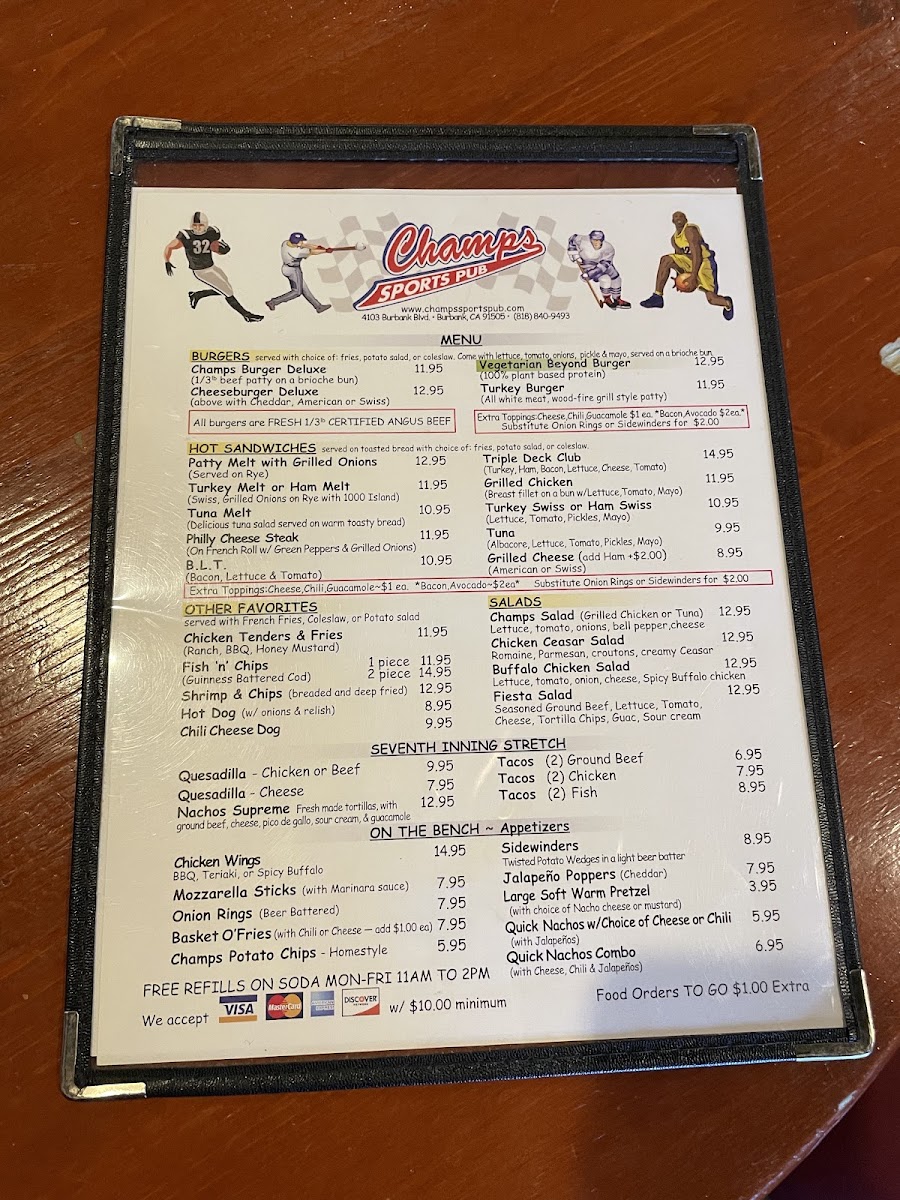 32
Champs
SPORTS PUB
www.champssportspub.com
4103 Burbank Blvd. • Burbank, CA 91505 • (818) 840-9493
MENU
BURGERS served with choice of: fries, potato salad, or coleslaw. Come with lettuce, tomato, onions, pickle & mayo, served on a brioche bun.
Champs Burger Deluxe 11.95
(1/3lb beef patty on a brioche bun)
Cheeseburger Deluxe 12.95
(above with Cheddar, American or Swiss)
All burgers are FRESH 1/3lb CERTIFIED ANGUS BEEF
Vegetarian Beyond Burger 12.95
(100% plant based protein)
Turkey Burger 11.95
(All white meat, wood-fire grill style patty)
Extra Toppings:Cheese,Chili,Guacamole $1 ea. *Bacon,Avocado $2ea.*
Substitute Onion Rings or Sidewinders for $2.00
HOT SANDWICHES served on toasted bread with choice of: fries, potato salad, or coleslaw.
Patty Melt with Grilled Onions 12.95
(Served on Rye)
Turkey Melt or Ham Melt 11.95
(Swiss, Grilled Onions on Rye with 1000 Island)
Tuna Melt 10.95
(Delicious tuna salad served on warm toasty bread)
Philly Cheese Steak 11.95
(On French Roll w/ Green Peppers & Grilled Onions)
B.L.T. 10.95
(Bacon, Lettuce & Tomato)
Triple Deck Club 14.95
(Turkey, Ham, Bacon, Lettuce, Cheese, Tomato)
Grilled Chicken 11.95
(Breast fillet on a bun w/Lettuce,Tomato, Mayo)
Turkey Swiss or Ham Swiss 10.95
(Lettuce, Tomato, Pickles, Mayo)
Tuna 9.95
(Albacore, Lettuce, Tomato, Pickles, Mayo)
Grilled Cheese (add Ham +$2.00) 8.95
(American or Swiss)
Extra Toppings:Cheese,Chili,Guacamole~$1 ea. *Bacon,Avocado~$2ea* Substitute Onion Rings or Sidewinders for $2.00
OTHER FAVORITES
served with French Fries, Coleslaw, or Potato salad
Chicken Tenders & Fries 11.95
(Ranch, BBQ, Honey Mustard)
Fish 'n' Chips 1 piece 11.95
(Guinness Battered Cod) 2 piece 14.95
Shrimp & Chips (breaded and deep fried) 12.95
Hot Dog (w/ onions & relish) 8.95
Chili Cheese Dog 9.95
SALADS
Champs Salad (Grilled Chicken or Tuna) 12.95
Lettuce, tomato, onions, bell pepper,cheese
Chicken Ceasar Salad 12.95
Romaine, Parmesan, croutons, creamy Ceasar
Buffalo Chicken Salad 12.95
Lettuce, tomato, onion, cheese, Spicy Buffalo chicken
Fiesta Salad 12.95
Seasoned Ground Beef, Lettuce, Tomato,
Cheese, Tortilla Chips, Guac, Sour cream
SEVENTH INNING STRETCH
Quesadilla - Chicken or Beef 9.95
Quesadilla - Cheese 7.95
Nachos Supreme Fresh made tortillas, with 12.95
ground beef, cheese, pico de gallo, sour cream, & guacamole
Tacos (2) Ground Beef 6.95
Tacos (2) Chicken 7.95
Tacos (2) Fish 8.95
ON THE BENCH ~ Appetizers
Chicken Wings 14.95
BBQ, Teriaki, or Spicy Buffalo
Mozzarella Sticks (with Marinara sauce) 7.95
Onion Rings (Beer Battered) 7.95
Basket O'Fries (with Chili or Cheese — add $1.00 ea) 7.95
Champs Potato Chips - Homestyle 5.95
Sidewinders 8.95
Twisted Potato Wedges in a light beer batter
Jalapeño Poppers (Cheddar) 7.95
Large Soft Warm Pretzel 3.95
(with choice of Nacho cheese or mustard)
Quick Nachos w/Choice of Cheese or Chili 5.95
(with Jalapeños)
Quick Nachos Combo 6.95
(with Cheese, Chili & Jalapeños)
FREE REFILLS ON SODA MON-FRI 11AM TO 2PM
We accept VISA MasterCard AMERICAN EXPRESS DISCOVER w/ $10.00 minimum
Food Orders TO GO $1.00 Extra